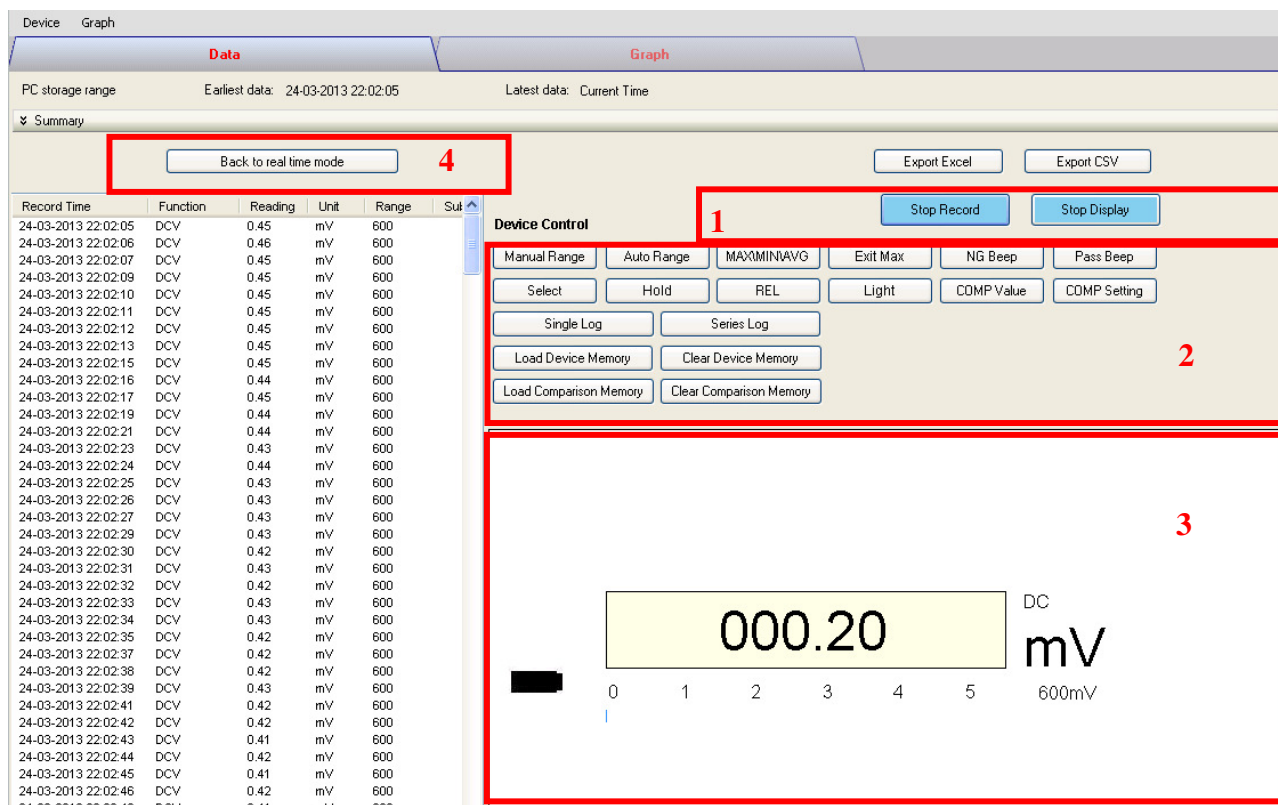 Device Graph
Data Graph
PC storage range Earliest data: 24-03-2013 22:02:05 Latest data: Current Time
Summary
Back to real time mode 4 Export Excel Export CSV
1 Stop Record Stop Display
Record Time Function Reading Unit Range Sul
Device Control
24-03-2013 22:02:05 DCV 0.45 mV 600
24-03-2013 22:02:06 DCV 0.46 mV 600
24-03-2013 22:02:07 DCV 0.45 mV 600
24-03-2013 22:02:09 DCV 0.45 mV 600
24-03-2013 22:02:10 DCV 0.45 mV 600
24-03-2013 22:02:11 DCV 0.45 mV 600
24-03-2013 22:02:12 DCV 0.45 mV 600
24-03-2013 22:02:13 DCV 0.45 mV 600
24-03-2013 22:02:15 DCV 0.45 mV 600
24-03-2013 22:02:16 DCV 0.44 mV 600
24-03-2013 22:02:17 DCV 0.45 mV 600
24-03-2013 22:02:19 DCV 0.44 mV 600
24-03-2013 22:02:21 DCV 0.44 mV 600
24-03-2013 22:02:23 DCV 0.43 mV 600
24-03-2013 22:02:24 DCV 0.44 mV 600
24-03-2013 22:02:25 DCV 0.43 mV 600
24-03-2013 22:02:26 DCV 0.43 mV 600
24-03-2013 22:02:27 DCV 0.43 mV 600
24-03-2013 22:02:29 DCV 0.43 mV 600
24-03-2013 22:02:30 DCV 0.42 mV 600
24-03-2013 22:02:31 DCV 0.43 mV 600
24-03-2013 22:02:32 DCV 0.42 mV 600
24-03-2013 22:02:33 DCV 0.43 mV 600
24-03-2013 22:02:34 DCV 0.43 mV 600
24-03-2013 22:02:35 DCV 0.42 mV 600
24-03-2013 22:02:37 DCV 0.42 mV 600
24-03-2013 22:02:38 DCV 0.42 mV 600
24-03-2013 22:02:39 DCV 0.43 mV 600
24-03-2013 22:02:41 DCV 0.42 mV 600
24-03-2013 22:02:42 DCV 0.42 mV 600
24-03-2013 22:02:43 DCV 0.41 mV 600
24-03-2013 22:02:44 DCV 0.42 mV 600
24-03-2013 22:02:45 DCV 0.41 mV 600
24-03-2013 22:02:46 DCV 0.42 mV 600
Manual Range Auto Range MAX\MIN\AVG Exit Max NG Beep Pass Beep
Select Hold REL Light COMP Value COMP Setting
Single Log Series Log
Load Device Memory Clear Device Memory 2
Load Comparison Memory Clear Comparison Memory
3
000.20 DC mV
0 1 2 3 4 5 600mV